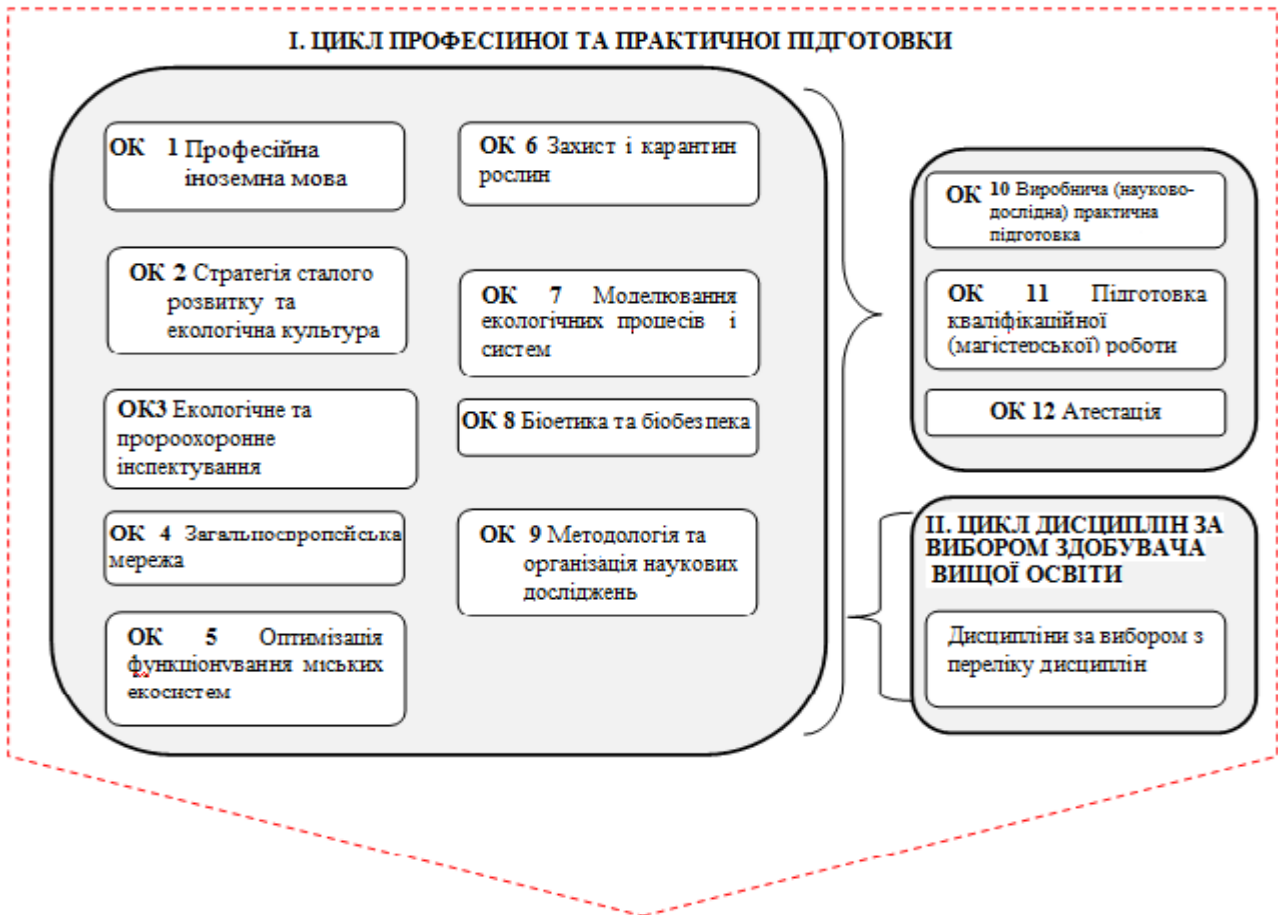 І. ЦИКЛ ПРОФЕСІЙНОЇ ТА ПРАКТИЧНОЇ ПІДГОТОВКИ
ОК 1 Професійна
іноземна мова
ОК 2 Стратегія сталого
розвитку та
екологічна культура
ОК3 Екологічне та
пророохоронне
інспектування
ОК 4 Загальноєвропейська
мережа
ОК 5 Оптимізація
функціонування міських
екосистем
ОК 6 Захист і карантин
рослин
ОК 7 Моделювання
екологічних процесів і
систем
ОК 8 Біоетика та біобезпека
ОК 9 Методологія та
організація наукових
досліджень
ОК 10 Виробнича (науково-
дослідна) практична
підготовка
ОК 11 Підготовка
кваліфікаційної
(магістерської) роботи
ОК 12 Атестація
ІІ. ЦИКЛ ДИСЦИПЛІН ЗА
ВИБОРОМ ЗДОБУВАЧА
ВИЩОЇ ОСВІТИ
Дисципліни за вибором з
переліку дисциплін